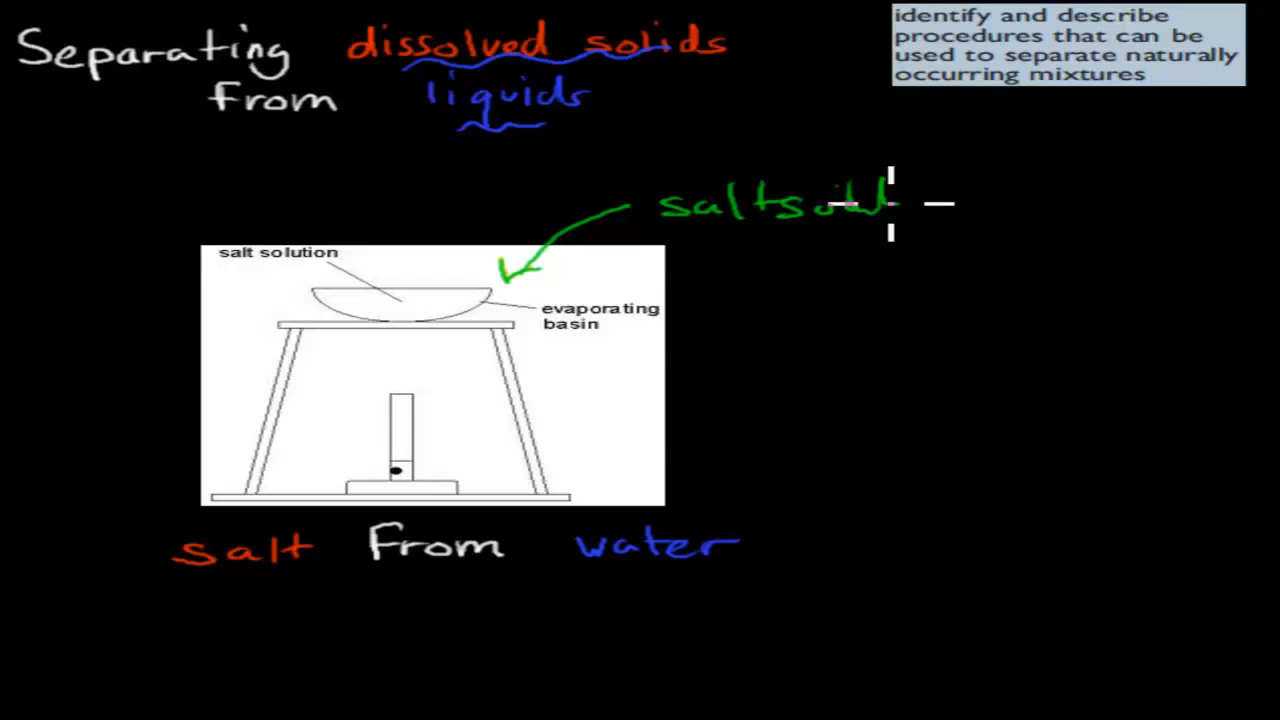 Separating dissolved solids
from liquids
identify and describe
procedures that can be
used to separate naturally
occurring mixtures
salt solution
evaporating
basin
salt from water